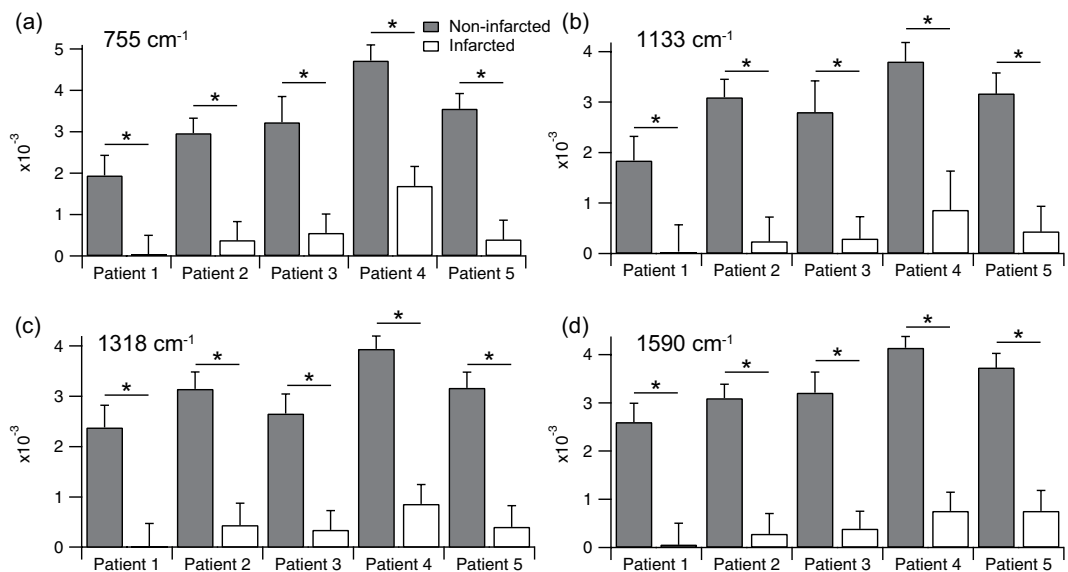 (a)
755 cm⁻¹
Non-infarcted
Infarcted
x10⁻³
5
4
3
2
1
0
*
*
*
*
*
Patient 1 Patient 2 Patient 3 Patient 4 Patient 5
(b)
1133 cm⁻¹
x10⁻³
4
3
2
1
0
*
*
*
*
*
Patient 1 Patient 2 Patient 3 Patient 4 Patient 5
(c)
1318 cm⁻¹
x10⁻³
4
3
2
1
0
*
*
*
*
*
Patient 1 Patient 2 Patient 3 Patient 4 Patient 5
(d)
1590 cm⁻¹
x10⁻³
4
3
2
1
0
*
*
*
*
*
Patient 1 Patient 2 Patient 3 Patient 4 Patient 5